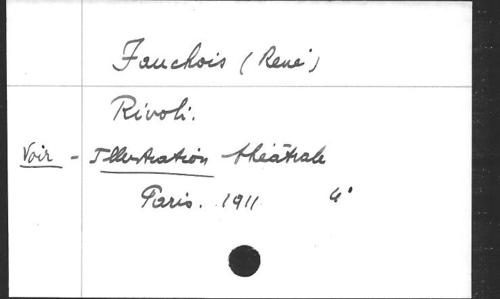 Fauchois (René)
Rivoli.
Voir - Illustration théâtrale
Paris. 1911 4°